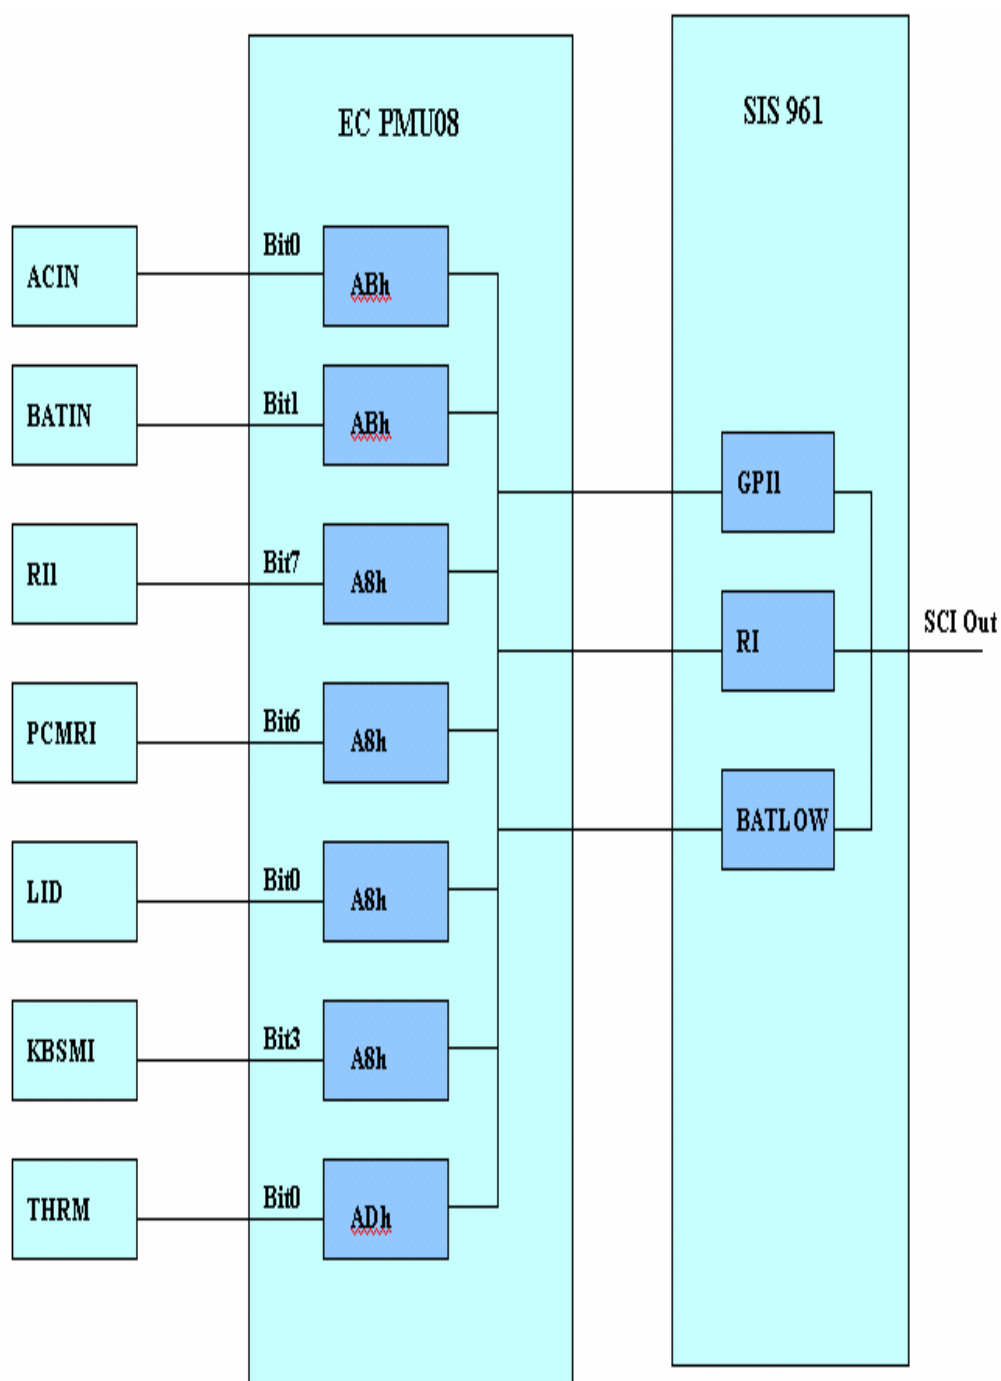 EC PMU08
SIS 961
ACIN
Bit0
ABh
BATIN
Bit1
ABh
GPI1
RI1
Bit7
A8h
RI
SCI Out
PCMRI
Bit6
A8h
BATLOW
LID
Bit0
A8h
KBSMI
Bit3
A8h
THRM
Bit0
ADh